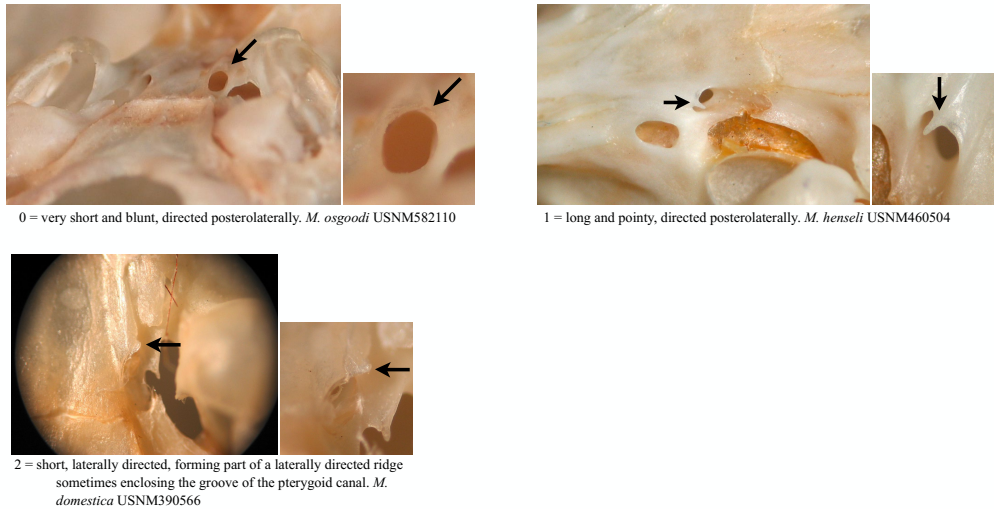 0 = very short and blunt, directed posterolaterally. M. osgoodi USNM582110
1 = long and pointy, directed posterolaterally. M. henseli USNM460504
2 = short, laterally directed, forming part of a laterally directed ridge
sometimes enclosing the groove of the pterygoid canal. M.
domestica USNM390566